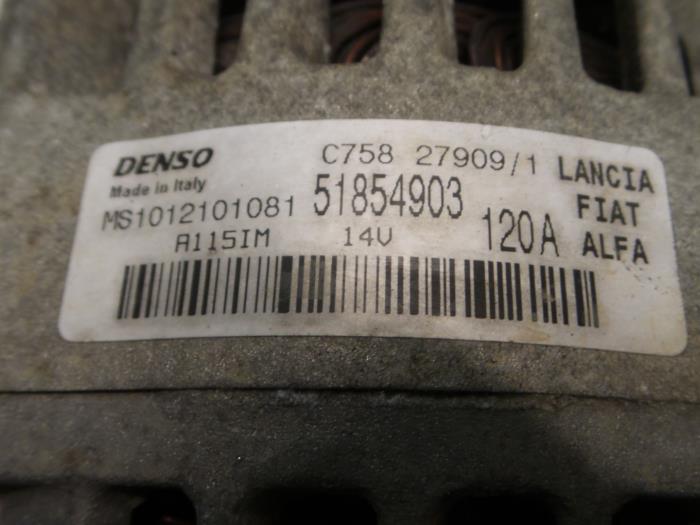 DENSO C758 27909/1 LANCIA
Made in Italy
MS1012101081 51854903 FIAT
A115IM 14V 120A ALFA